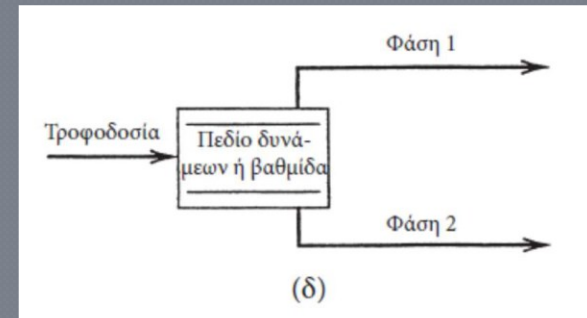 Φάση 1
Τροφοδοσία
Πεδίο δυνά-
μεων ή βαθμίδα
Φάση 2
(δ)